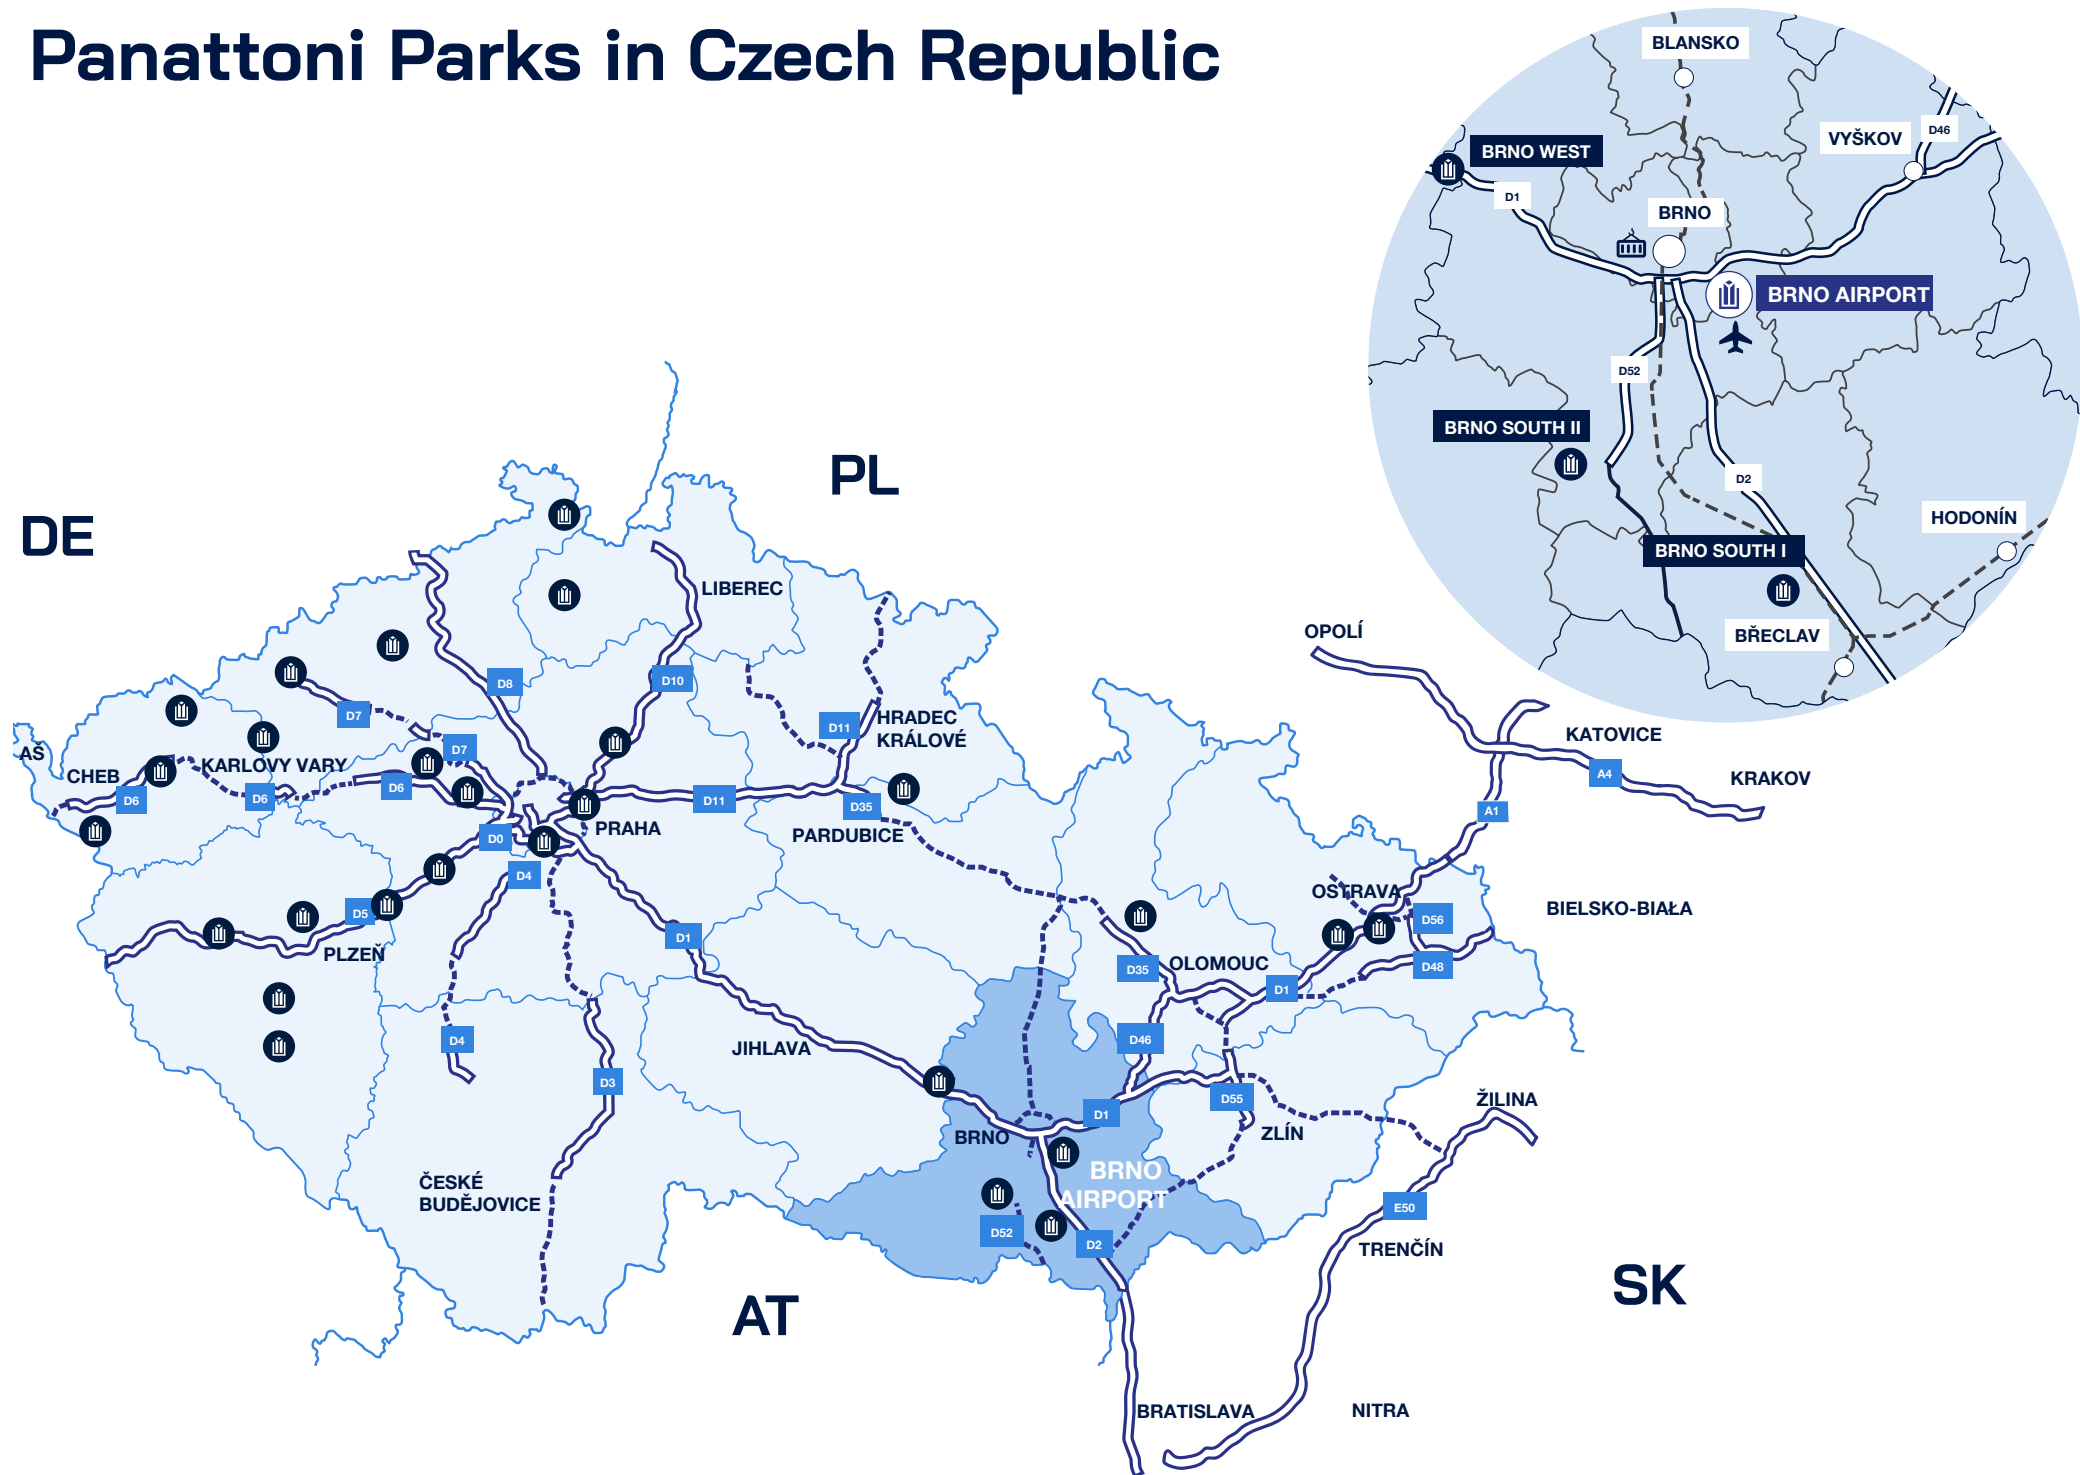 Panattoni Parks in Czech Republic
BLANSKO
VYŠKOV
D46
BRNO WEST
D1
BRNO
BRNO AIRPORT
D52
BRNO SOUTH II
D2
HODONÍN
BRNO SOUTH I
BŘECLAV
PL
DE
LIBEREC
OPOLÍ
D8
D10
D7
D11
HRADEC
KRÁLOVÉ
KATOVICE
AŠ
D7
CHEB
KARLOVY VARY
A4
KRAKOV
D6
D6
D6
D11
D35
A1
D0
PRAHA
PARDUBICE
D4
OSTRAVA
D5
D56
BIELSKO-BIAŁA
PLZEŇ
D1
D35
OLOMOUC
D48
D1
D4
JIHLAVA
D46
D3
D55
ŽILINA
D1
BRNO
ZLÍN
BRNO
AIRPORT
ČESKÉ
BUDĚJOVICE
E50
D52
D2
TRENČÍN
SK
AT
BRATISLAVA
NITRA